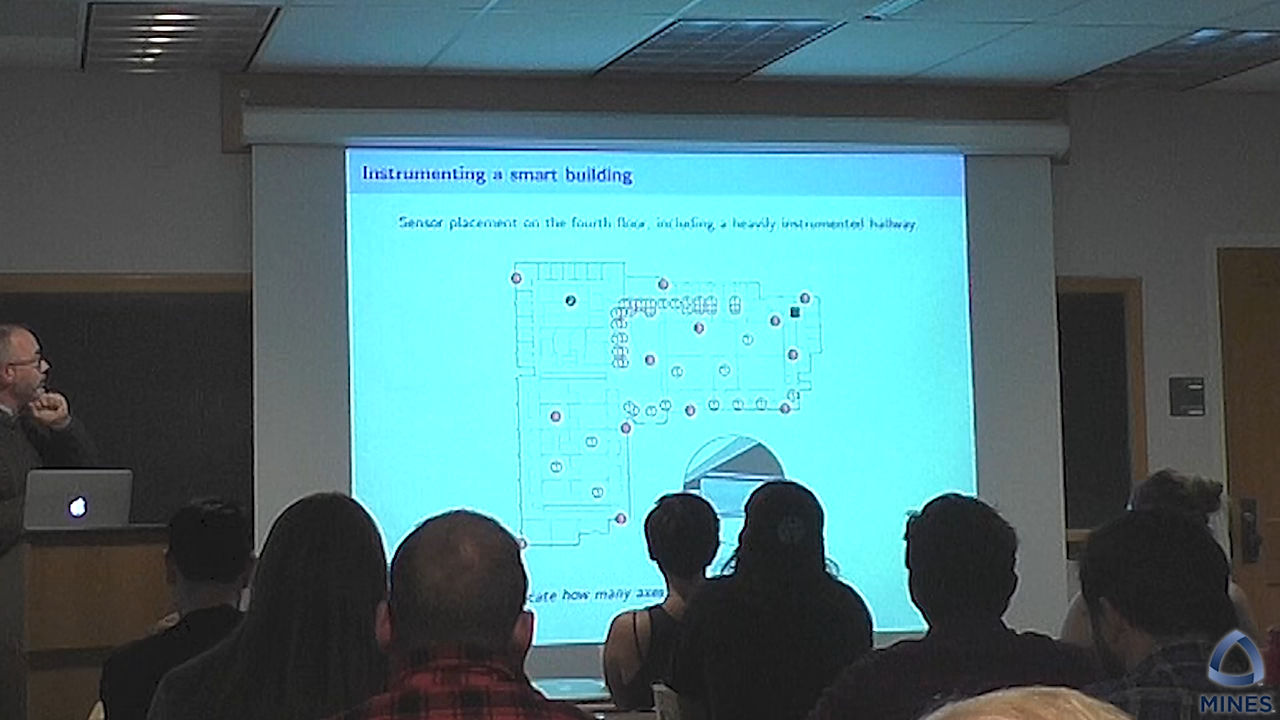 Instrumenting a smart building
Sensor placement on the fourth floor, including a heavily instrumented hallway.
cate how many axes
MINES